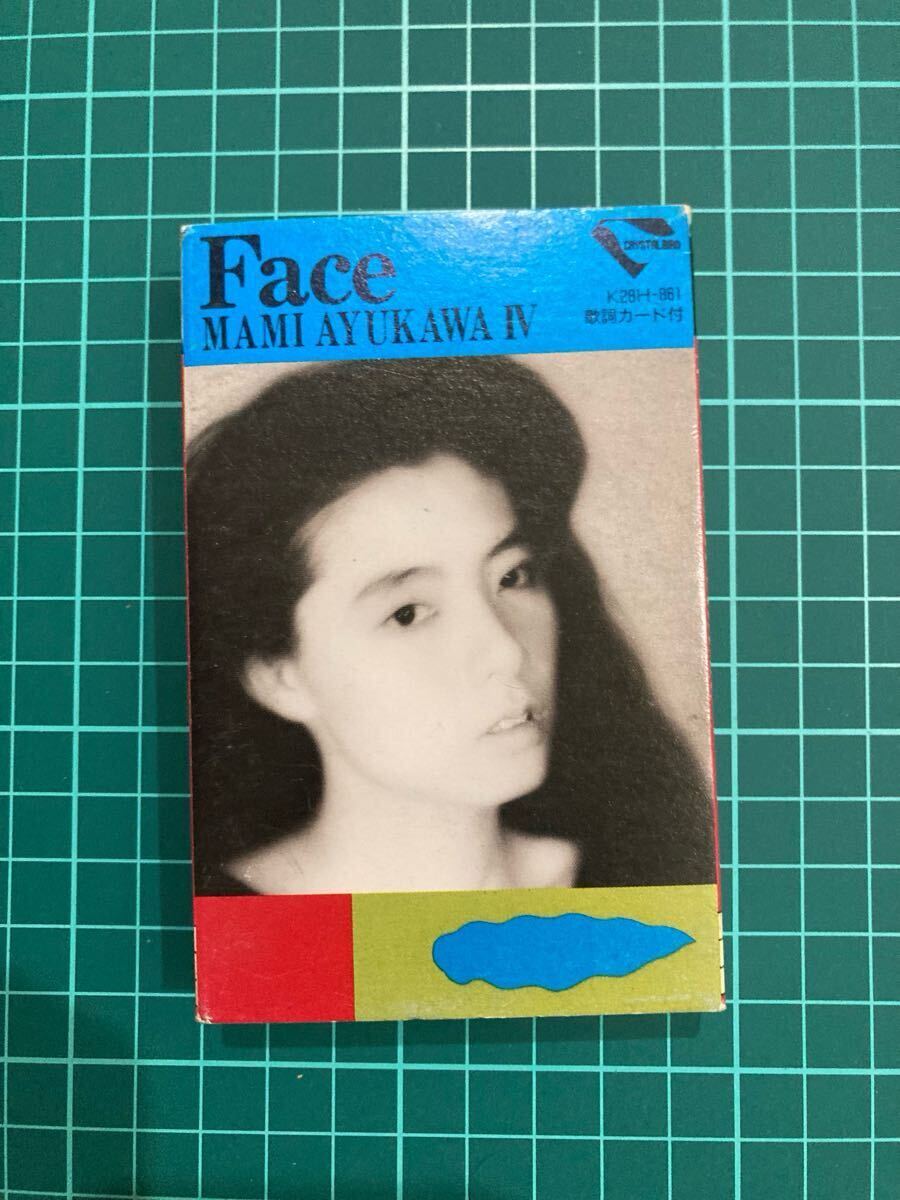 Face
MAMI AYUKAWA IV
CRYSTALBIRD
K28H-861
歌詞カード付